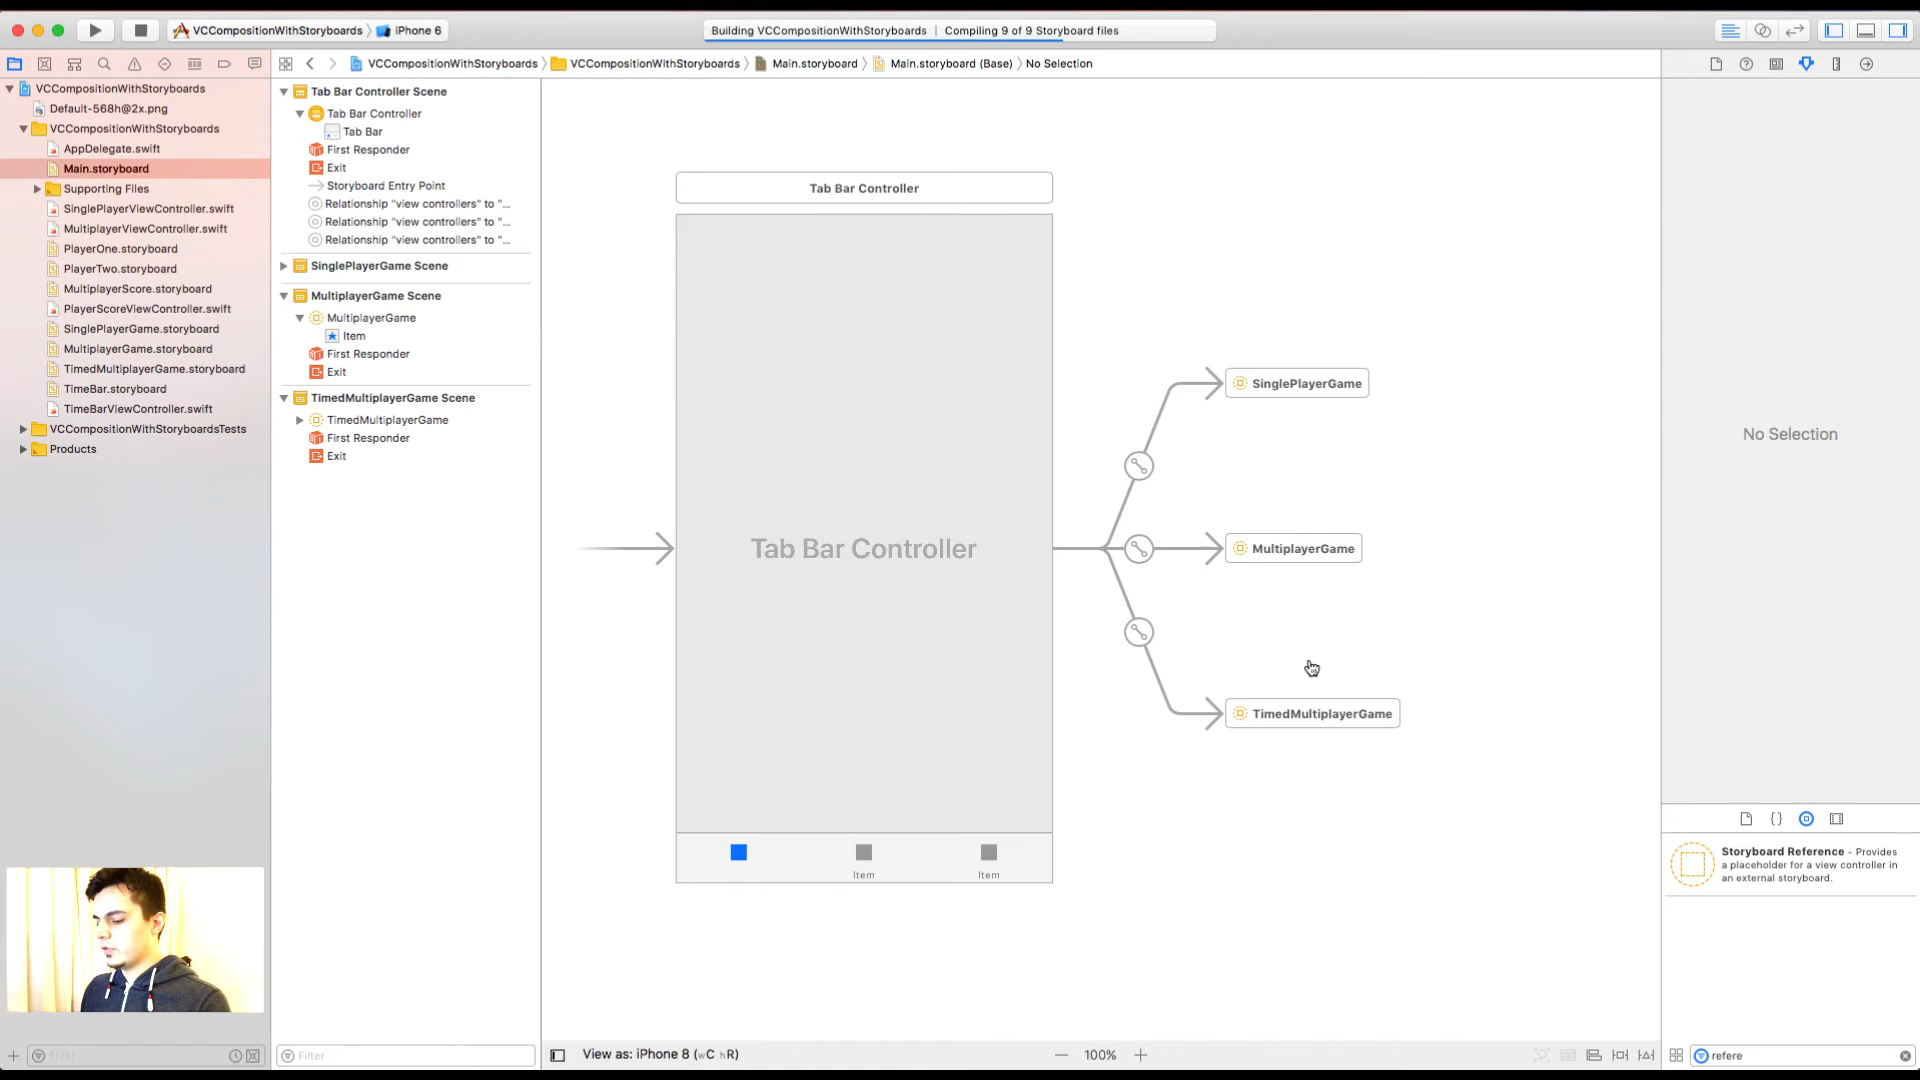 VCCompositionWithStoryboards
iPhone 6
Building VCCompositionWithStoryboards
Compiling 9 of 9 Storyboard files
VCCompositionWithStoryboards
VCCompositionWithStoryboards
Main.storyboard
Main.storyboard (Base)
No Selection
VCCompositionWithStoryboards
Default-568h@2x.png
VCCompositionWithStoryboards
AppDelegate.swift
Main.storyboard
Supporting Files
SinglePlayerViewController.swift
MultiplayerViewController.swift
PlayerOne.storyboard
PlayerTwo.storyboard
MultiplayerScore.storyboard
PlayerScoreViewController.swift
SinglePlayerGame.storyboard
MultiplayerGame.storyboard
TimedMultiplayerGame.storyboard
TimeBar.storyboard
TimeBarViewController.swift
VCCompositionWithStoryboardsTests
Products
Filter
Tab Bar Controller Scene
Tab Bar Controller
Tab Bar
First Responder
Exit
Storyboard Entry Point
Relationship "view controllers" to "...
Relationship "view controllers" to "...
Relationship "view controllers" to "...
SinglePlayerGame Scene
MultiplayerGame Scene
MultiplayerGame
Item
First Responder
Exit
TimedMultiplayerGame Scene
TimedMultiplayerGame
First Responder
Exit
Filter
Tab Bar Controller
Tab Bar Controller
Item
Item
SinglePlayerGame
MultiplayerGame
TimedMultiplayerGame
View as: iPhone 8 (wC hR)
100%
No Selection
{ }
Storyboard Reference - Provides
a placeholder for a view controller in
an external storyboard.
refere